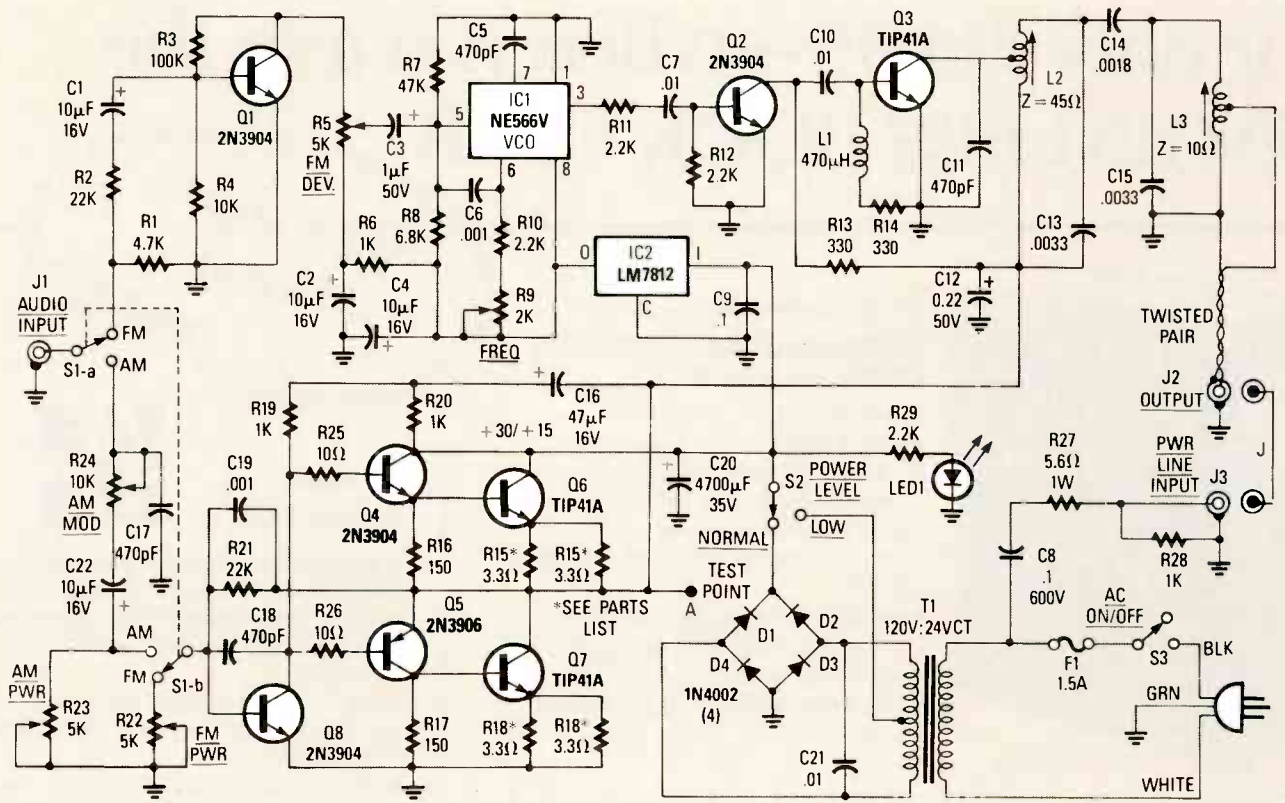 R3
100K
C1
10µF
16V
+
Q1
2N3904
R2
22K
R4
10K
R1
4.7K
J1
AUDIO
INPUT
FM
AM
S1-a
R5
5K
FM
DEV.
C3
1µF
50V
+
C5
470pF
R7
47K
7
1
5
IC1
NE566V
VCO
3
6
8
R6
1K
R8
6.8K
C6
.001
R10
2.2K
C2
10µF
16V
+
C4
10µF
16V
+
R9
2K
FREQ
R11
2.2K
C7
.01
R12
2.2K
Q2
2N3904
C10
.01
Q3
TIP41A
L1
470µH
C11
470pF
R13
330
R14
330
L2
Z = 45Ω
C14
.0018
L3
Z = 10Ω
C15
.0033
C13
.0033
C12
0.22
50V
+
O
IC2
LM7812
I
C
C9
.1
TWISTED
PAIR
J2
OUTPUT
J
PWR
LINE
INPUT
J3
R27
5.6Ω
1W
R28
1K
C8
.1
600V
AC
ON/OFF
S3
BLK
F1
1.5A
GRN
WHITE
R24
10K
AM
MOD
C17
470pF
C22
10µF
16V
+
AM
FM
S1-b
AM
PWR
R23
5K
R22
5K
FM
PWR
C19
.001
R21
22K
C18
470pF
R19
1K
R20
1K
R25
10Ω
+30/+15
+
C16
47µF
16V
Q4
2N3904
Q6
TIP41A
R16
150
R15*
3.3Ω
R15*
3.3Ω
*SEE PARTS
LIST
R26
10Ω
Q5
2N3906
Q7
TIP41A
Q8
2N3904
R17
150
R18*
3.3Ω
R18*
3.3Ω
+
C20
4700µF
35V
R29
2.2K
LED1
S2
POWER
LEVEL
LOW
NORMAL
TEST
POINT
A
D1
D2
D4
D3
1N4002
(4)
C21
.01
T1
120V:24VCT